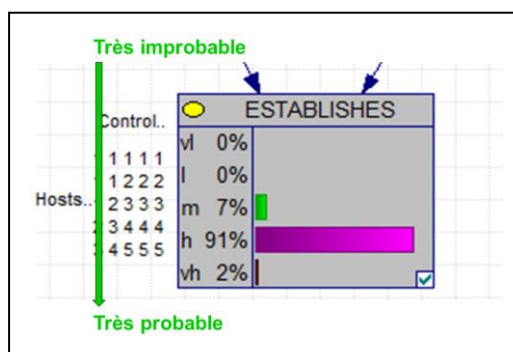 Très improbable
ESTABLISHES
Control..
vl 0%
l 0%
1 1 1 1
1 2 2 2
Hosts..
2 3 3 3
m 7%
3 4 4 4
h 91%
4 5 5 5
vh 2%
Très probable